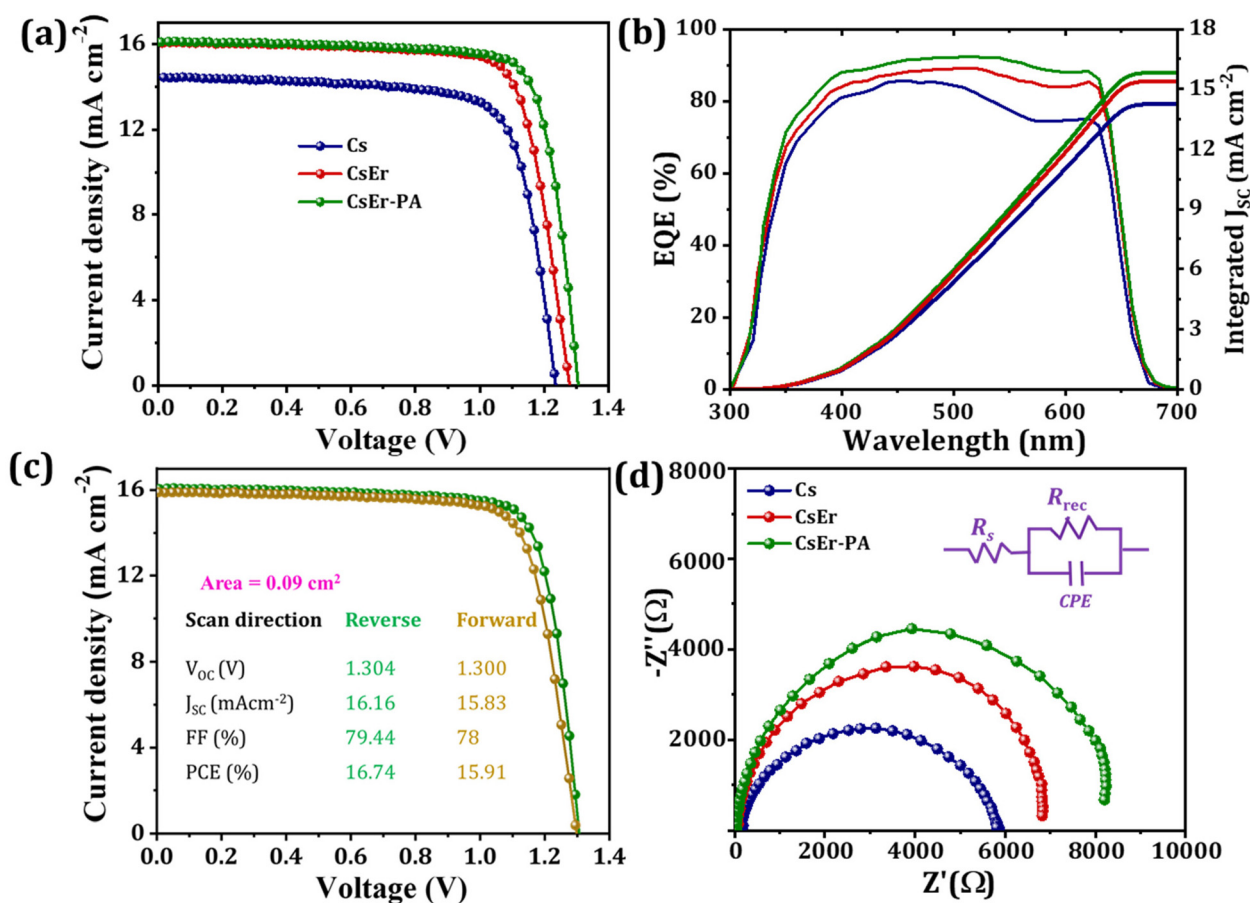 (a)
Current density (mA cm⁻²)
16
12
8
4
0
Cs
CsEr
CsEr-PA
0.0 0.2 0.4 0.6 0.8 1.0 1.2 1.4
Voltage (V)
(b)
EQE (%)
100
80
60
40
20
0
18
15
12
9
6
3
0
Integrated J_SC (mA cm⁻²)
300 400 500 600 700
Wavelength (nm)
(c)
Current density (mA cm⁻²)
16
12
8
4
0
Area = 0.09 cm²
Scan direction Reverse Forward
V_OC (V) 1.304 1.300
J_SC (mAcm⁻²) 16.16 15.83
FF (%) 79.44 78
PCE (%) 16.74 15.91
0.0 0.2 0.4 0.6 0.8 1.0 1.2 1.4
Voltage (V)
(d)
-Z''(Ω)
8000
6000
4000
2000
Cs
CsEr
CsEr-PA
R_s
R_rec
CPE
0 2000 4000 6000 8000 10000
Z'(Ω)